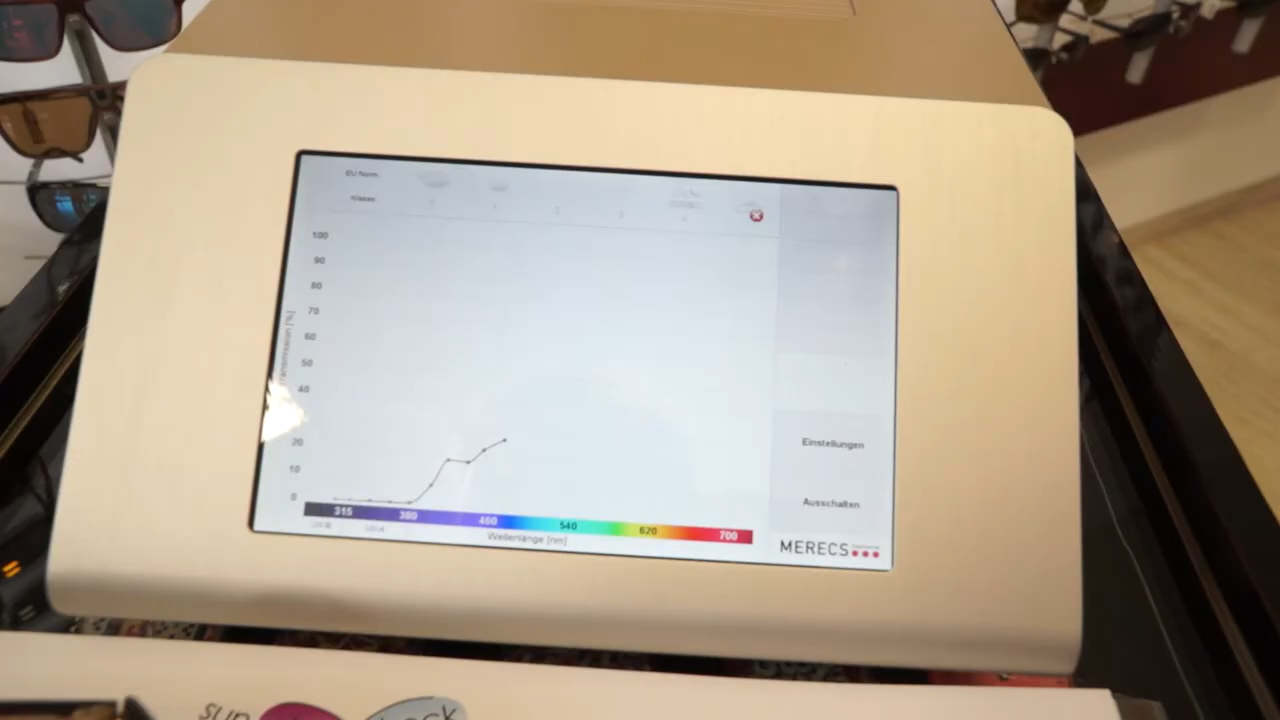 EU Norm
Klasse
100
90
80
70
60
50
40
20
10
0
315 380 460 540 620 700
Wellenlänge [nm]
Einstellungen
Ausschalten
MERECS
sun